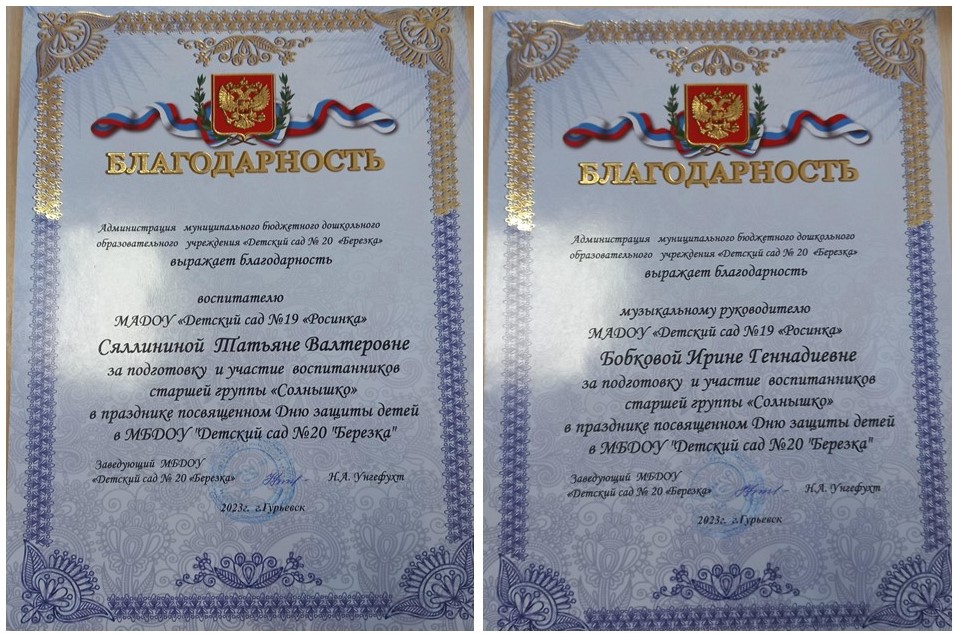 БЛАГОДАРНОСТЬ
Администрация муниципального бюджетного дошкольного
образовательного учреждения «Детский сад № 20 «Березка»
выражает благодарность
воспитателю
МАДОУ «Детский сад №19 «Росинка»
Сяллининой Татьяне Валтеровне
за подготовку и участие воспитанников
старшей группы «Солнышко»
в празднике посвященном Дню защиты детей
в МБДОУ "Детский сад №20 "Березка"
Заведующий МБДОУ
«Детский сад № 20 «Березка»
Н.А. Унгефухт
2023г. г.Гурьевск
БЛАГОДАРНОСТЬ
Администрация муниципального бюджетного дошкольного
образовательного учреждения «Детский сад № 20 «Березка»
выражает благодарность
музыкальному руководителю
МАДОУ «Детский сад №19 «Росинка»
Бобковой Ирине Геннадиевне
за подготовку и участие воспитанников
старшей группы «Солнышко»
в празднике посвященном Дню защиты детей
в МБДОУ "Детский сад №20 "Березка"
Заведующий МБДОУ
«Детский сад № 20 «Березка»
Н.А. Унгефухт
2023г. г.Гурьевск